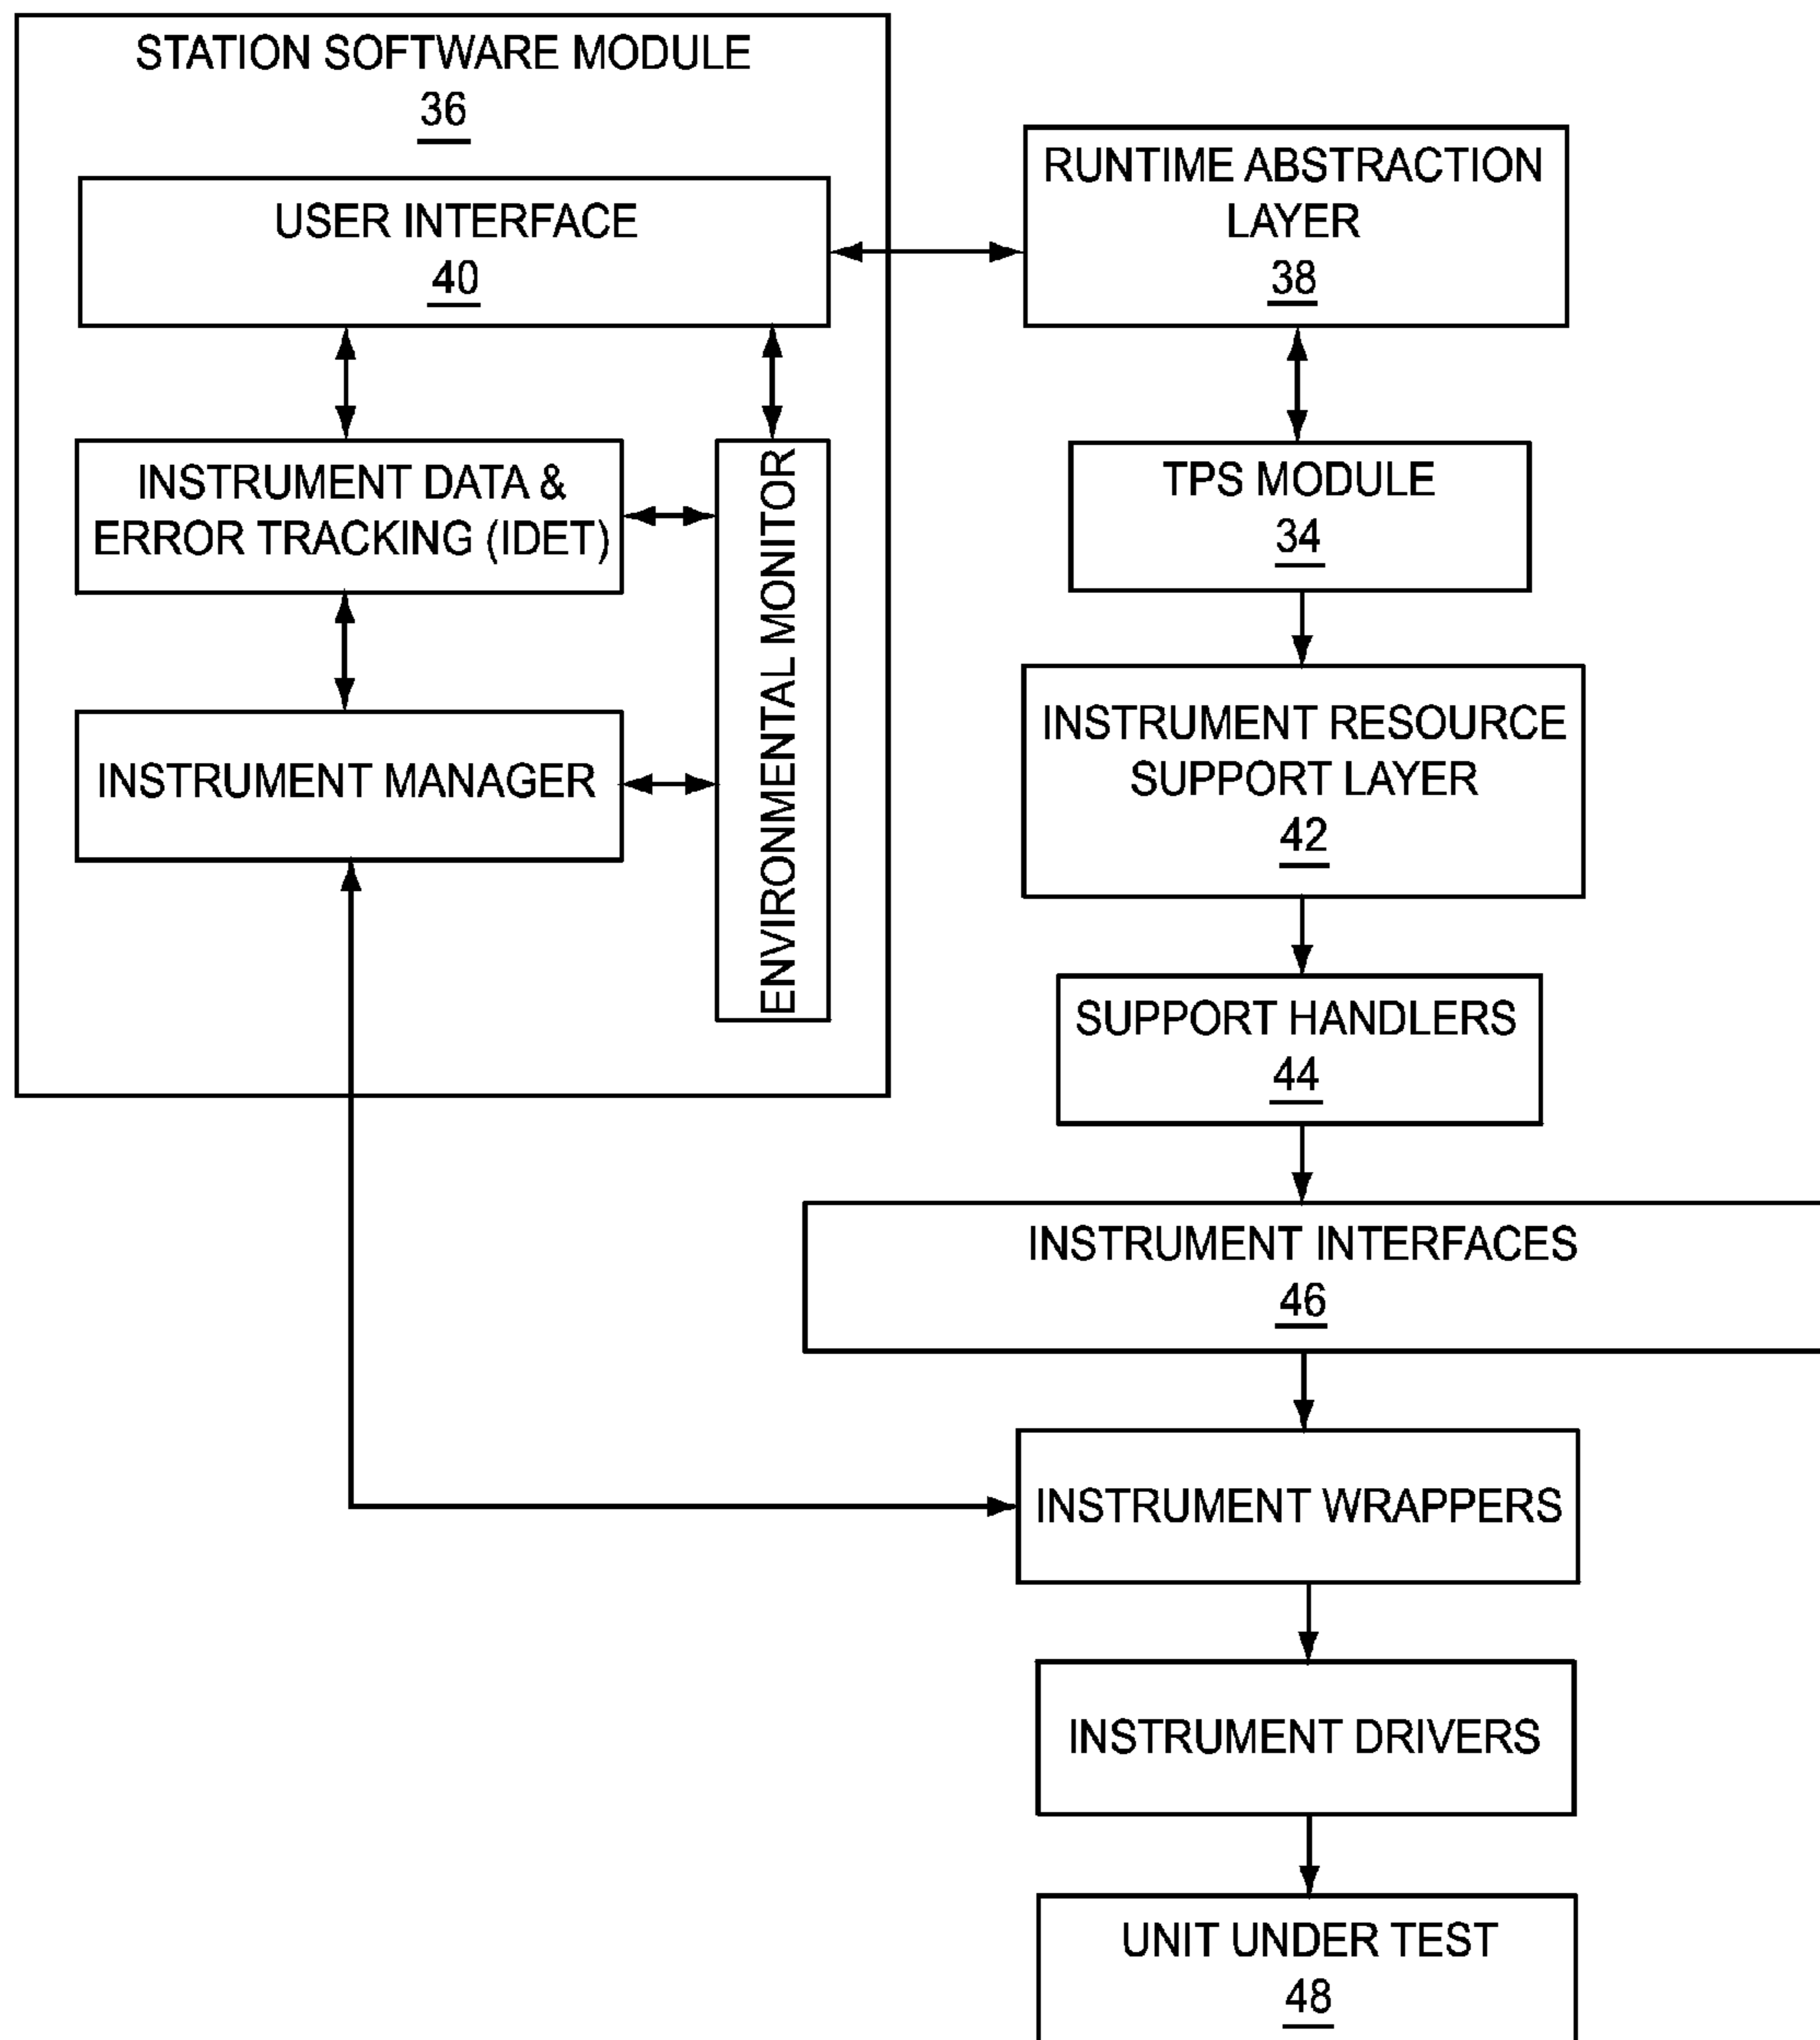 STATION SOFTWARE MODULE
36
USER INTERFACE
40
INSTRUMENT DATA &
ERROR TRACKING (IDET)
INSTRUMENT MANAGER
ENVIRONMENTAL MONITOR
RUNTIME ABSTRACTION
LAYER
38
TPS MODULE
34
INSTRUMENT RESOURCE
SUPPORT LAYER
42
SUPPORT HANDLERS
44
INSTRUMENT INTERFACES
46
INSTRUMENT WRAPPERS
INSTRUMENT DRIVERS
UNIT UNDER TEST
48